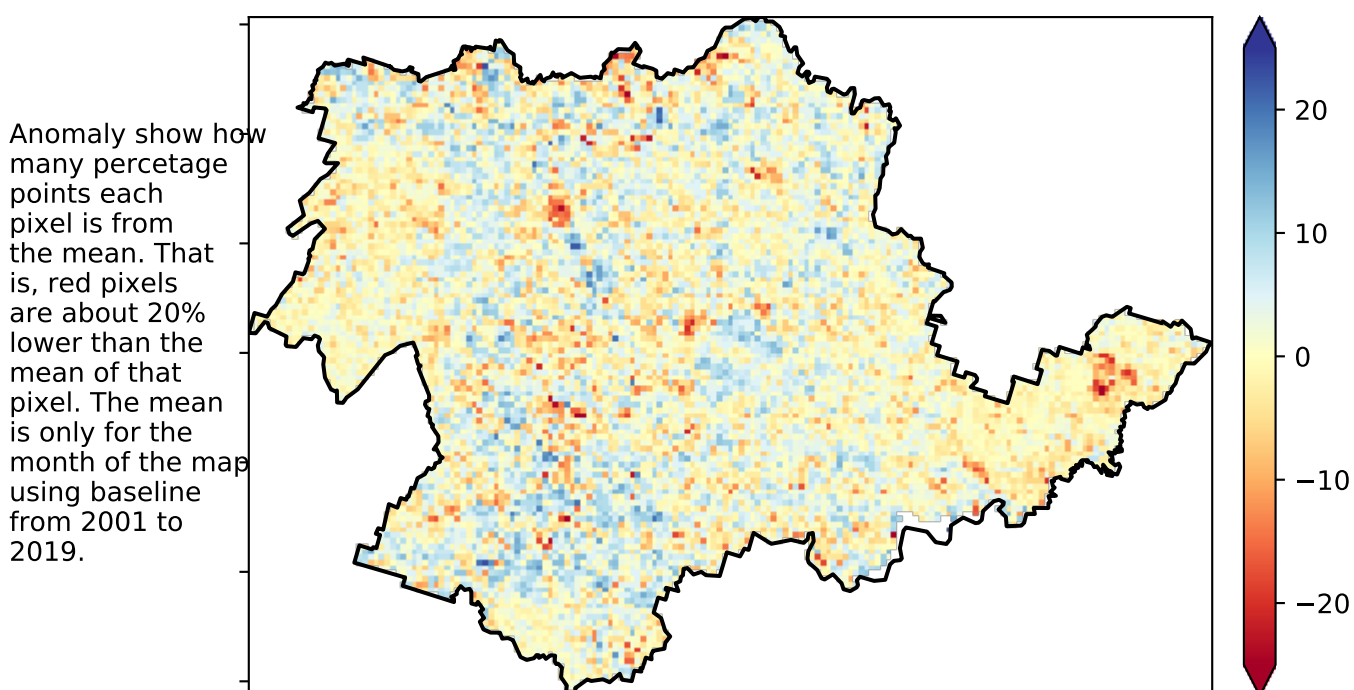 Anomaly show how
many percetage
points each
pixel is from
the mean. That
is, red pixels
are about 20%
lower than the
mean of that
pixel. The mean
is only for the
month of the map
using baseline
from 2001 to
2019.
20
10
0
−10
−20